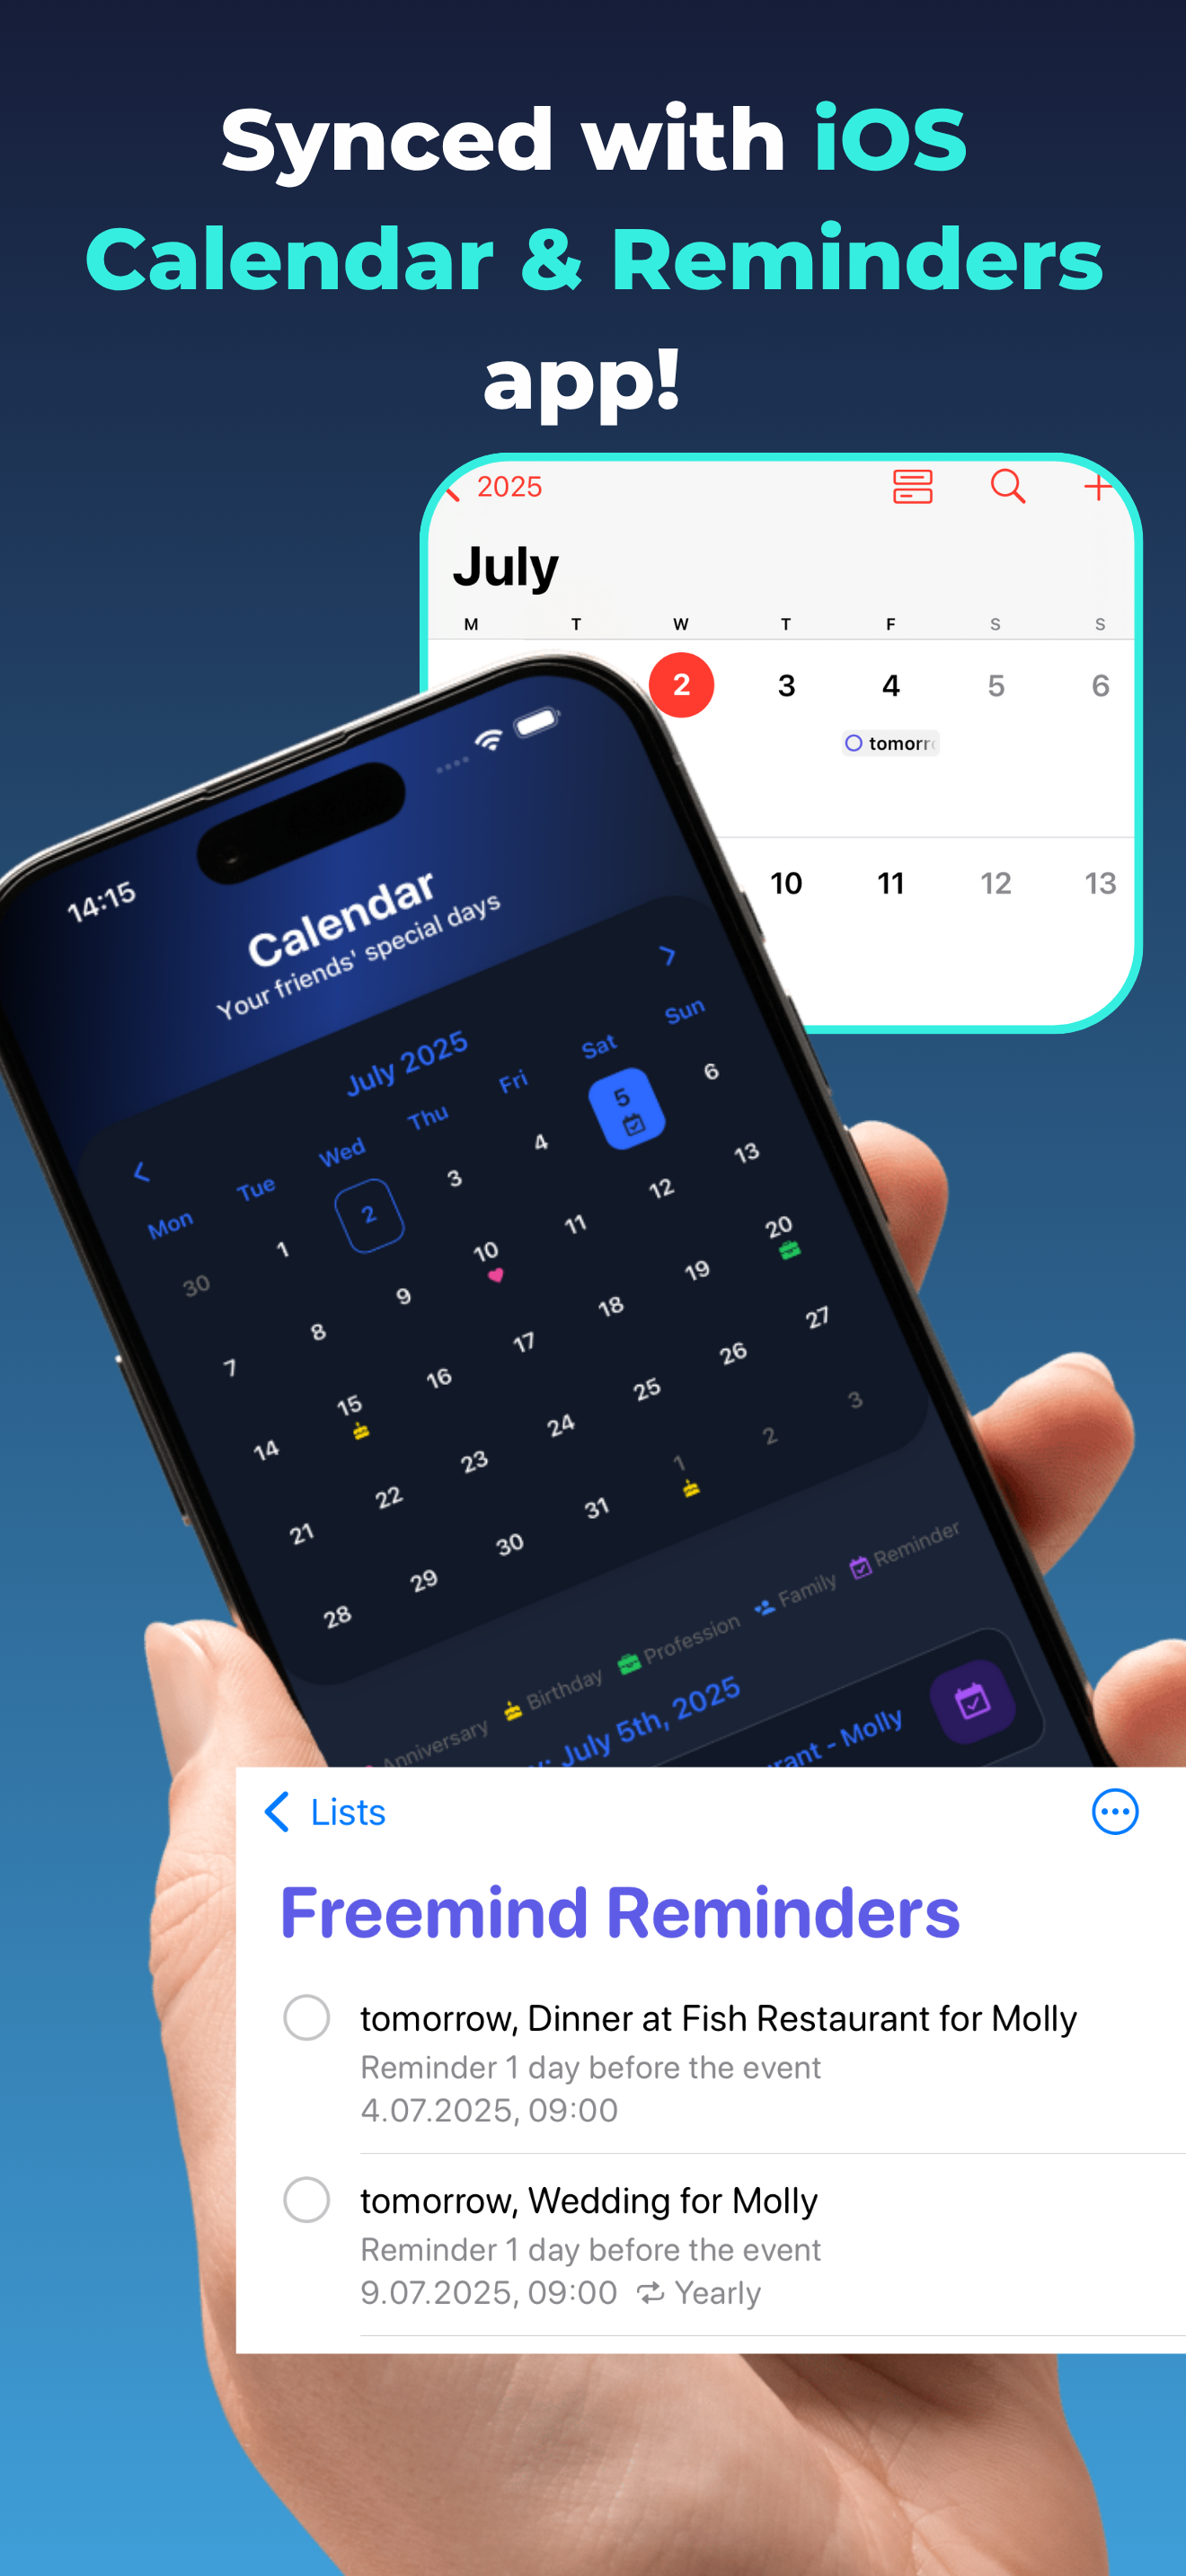 Synced with iOS
Calendar & Reminders
app!
2025
July
M T W T F S S
2 3 4 5 6
tomorr
10 11 12 13
14:15
Calendar
Your friends' special days
July 2025
Mon Tue Wed Thu Fri Sat Sun
30 1 2 3 4 5 6
7 8 9 10 11 12 13
14 15 16 17 18 19 20
21 22 23 24 25 26 27
28 29 30 31 1 2 3
Anniversary Birthday Profession Family Reminder
July 5th, 2025
rant - Molly
Lists
Freemind Reminders
tomorrow, Dinner at Fish Restaurant for Molly
Reminder 1 day before the event
4.07.2025, 09:00
tomorrow, Wedding for Molly
Reminder 1 day before the event
9.07.2025, 09:00 Yearly